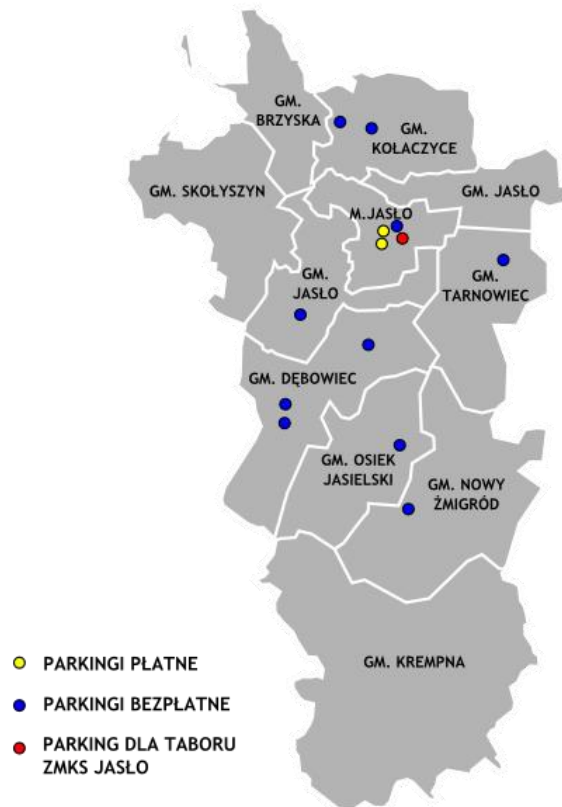 GM.
BRZYSKA
GM.
KOŁACZYCE
GM. SKOŁYSZYN
GM. JASŁO
M.JASŁO
GM.
JASŁO
GM.
TARNOWIEC
GM. DĘBOWIEC
GM. OSIEK
JASIELSKI
GM. NOWY
ŻMIGRÓD
GM. KREMPNA
PARKINGI PŁATNE
PARKINGI BEZPŁATNE
PARKING DLA TABORU
ZMKS JASŁO